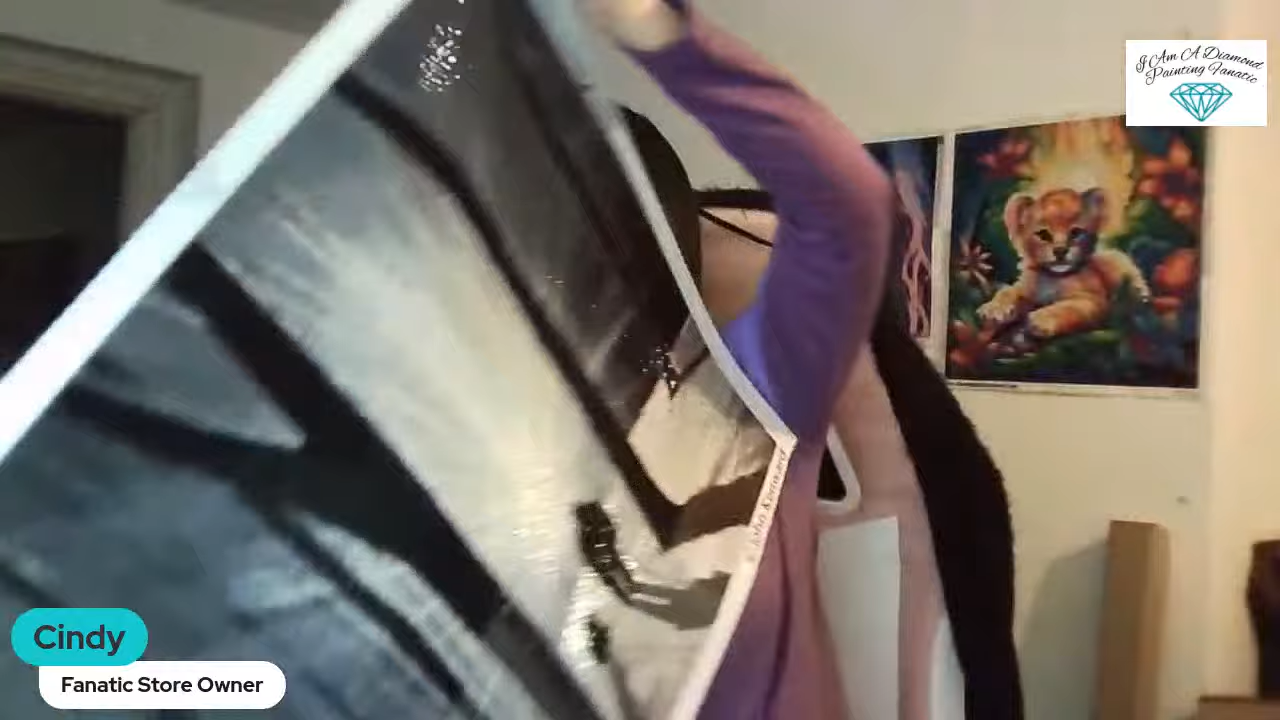 I Am A Diamond
Painting Fanatic
Cindy
Fanatic Store Owner